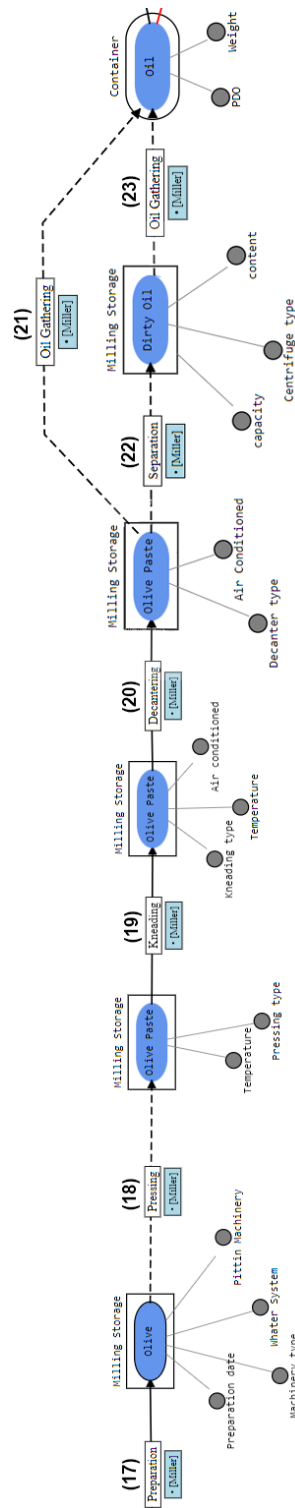 (17)
Preparation
• [Miller]
Milling Storage
Olive
Preparation date
Machinery type
Whater System
Pittin Machinery
(18)
Pressing
• [Miller]
Milling Storage
Olive Paste
Temperature
Pressing type
(19)
Kneading
• [Miller]
Milling Storage
Olive Paste
Kneading type
Temperature
Air conditioned
(20)
Decantering
• [Miller]
Milling Storage
Olive Paste
Decanter type
Air Conditioned
(21)
Oil Gathering
• [Miller]
(22)
Separation
• [Miller]
Milling Storage
Dirty Oil
capacity
Centrifuge type
content
(23)
Oil Gathering
• [Miller]
Container
Oil
PDO
Weight